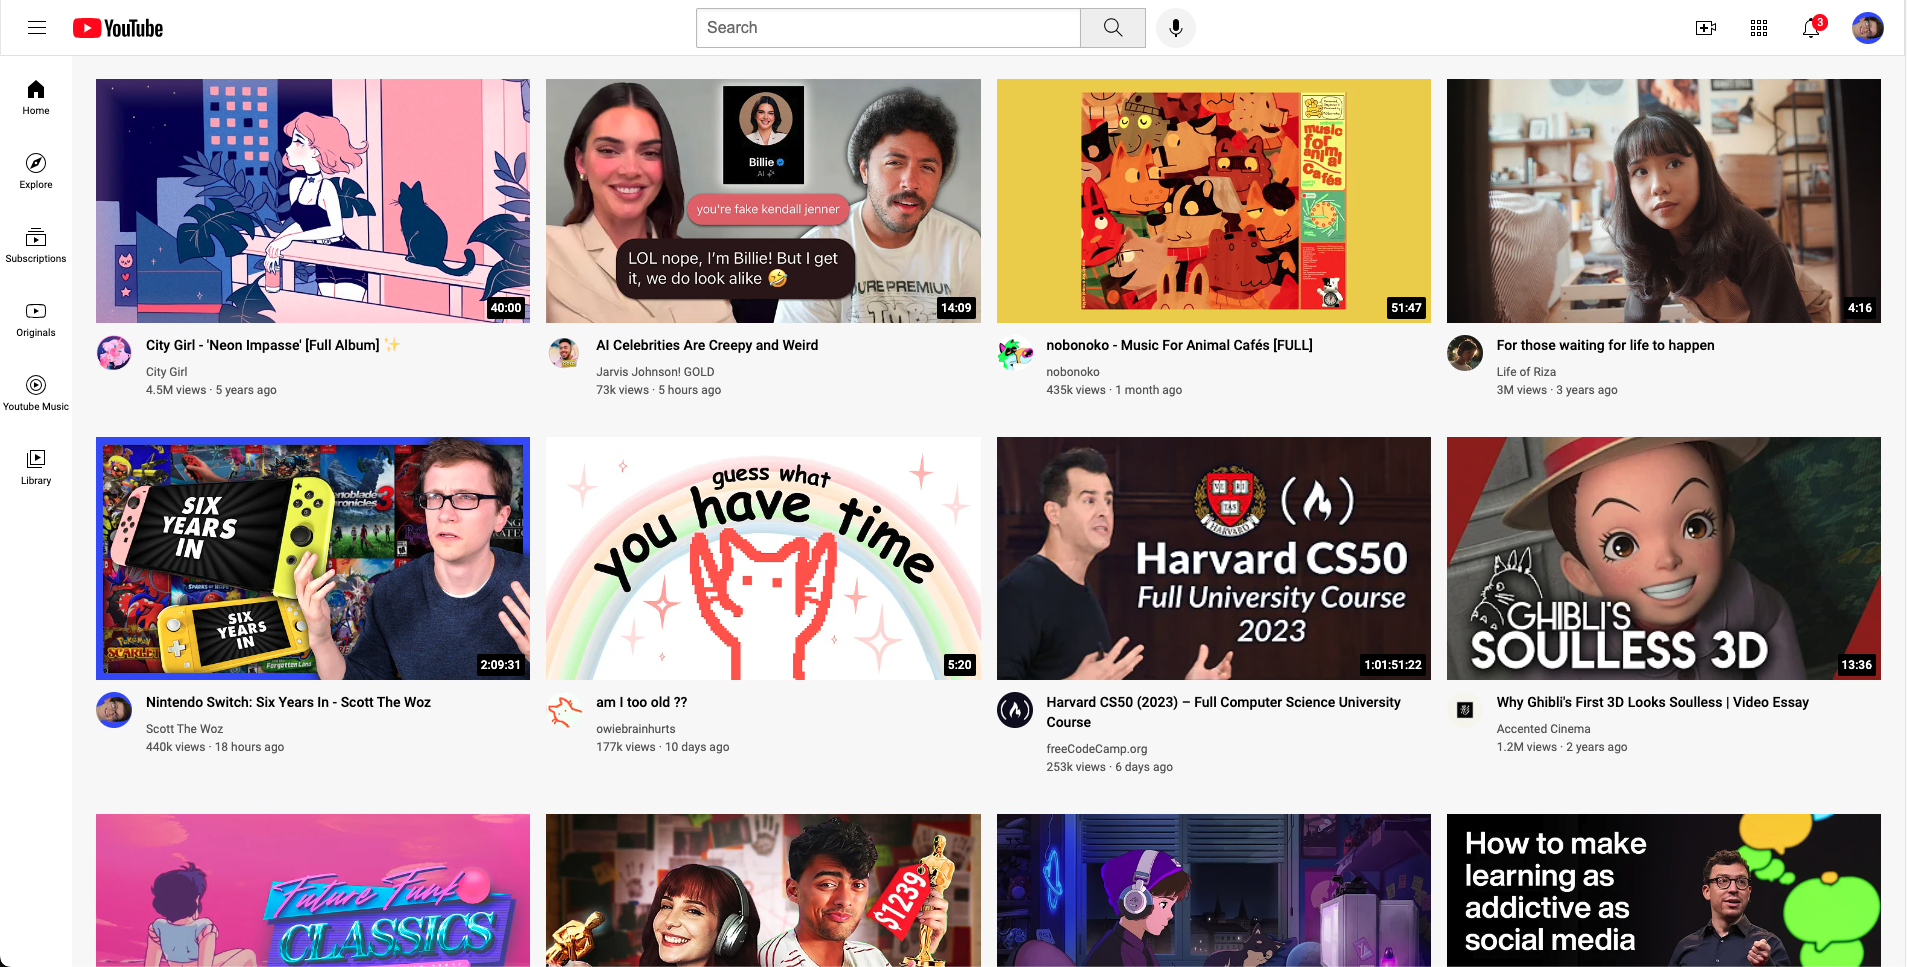 YouTube
Search
3
Home
Explore
Subscriptions
Originals
Youtube Music
Library
Billie
AI
you're fake kendall jenner
LOL nope, I'm Billie! But I get
it, we do look alike 🤣
music
for
animal
Cafés
40:00
14:09
51:47
4:16
City Girl - 'Neon Impasse' [Full Album] ✨
City Girl
4.5M views · 5 years ago
AI Celebrities Are Creepy and Weird
Jarvis Johnson! GOLD
73k views · 5 hours ago
nobonoko - Music For Animal Cafés [FULL]
nobonoko
435k views · 1 month ago
For those waiting for life to happen
Life of Riza
3M views · 3 years ago
SIX
YEARS
IN
SIX
YEARS
IN
2:09:31
guess what
you have time
5:20
HARVARD
Harvard CS50
Full University Course
2023
1:01:51:22
GHIBLI'S
SOULLESS 3D
13:36
Nintendo Switch: Six Years In - Scott The Woz
Scott The Woz
440k views · 18 hours ago
am I too old ??
owiebrainhurts
177k views · 10 days ago
Harvard CS50 (2023) – Full Computer Science University
Course
freeCodeCamp.org
253k views · 6 days ago
Why Ghibli's First 3D Looks Soulless | Video Essay
Accented Cinema
1.2M views · 2 years ago
Future Funk
CLASSICS
$1239
How to make
learning as
addictive as
social media